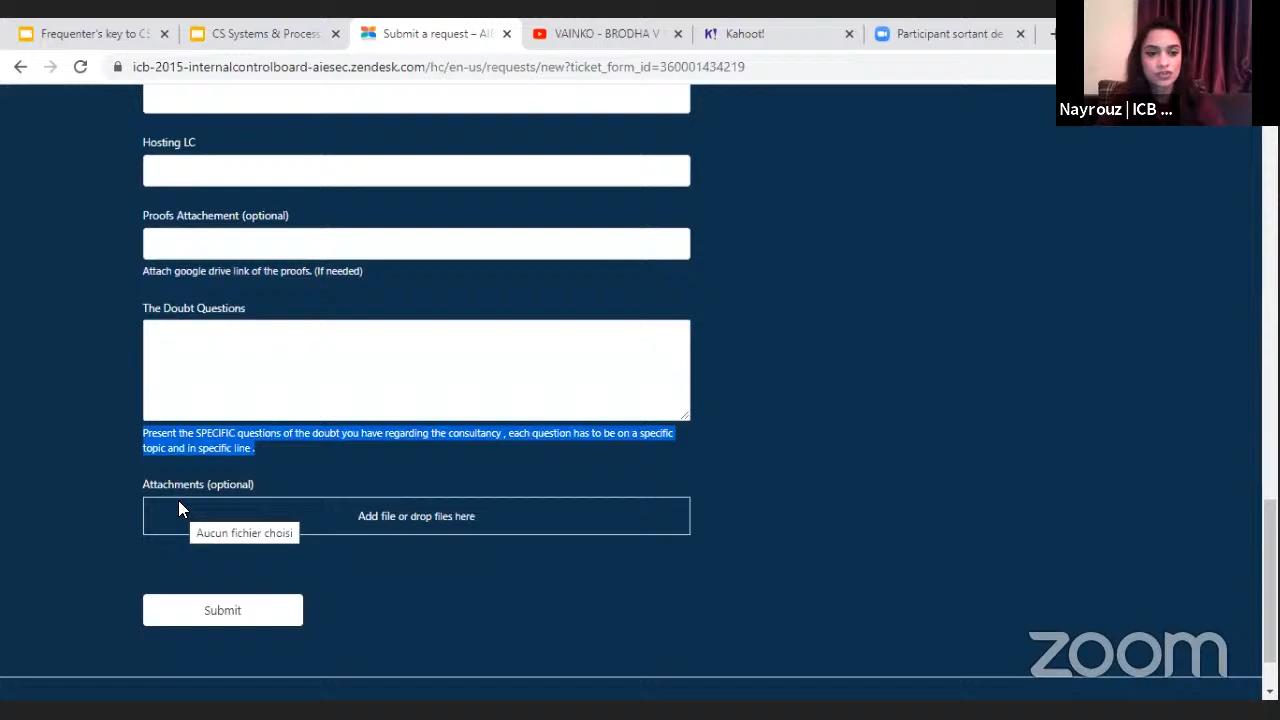 Frequenter's key to CS
CS Systems & Process
Submit a request – AIE
VAINKO - BRODHA V
Kahoot!
Participant sortant de
icb-2015-internalcontrolboard-aiesec.zendesk.com/hc/en-us/requests/new?ticket_form_id=360001434219
Nayrouz | ICB ...
Hosting LC
Proofs Attachement (optional)
Attach google drive link of the proofs. (If needed)
The Doubt Questions
Present the SPECIFIC questions of the doubt you have regarding the consultancy , each question has to be on a specific
topic and in specific line .
Attachments (optional)
Add file or drop files here
Aucun fichier choisi
Submit
zoom